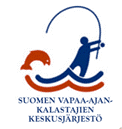 SUOMEN VAPAA-AJAN-
KALASTAJIEN
KESKUSJÄRJESTÖ